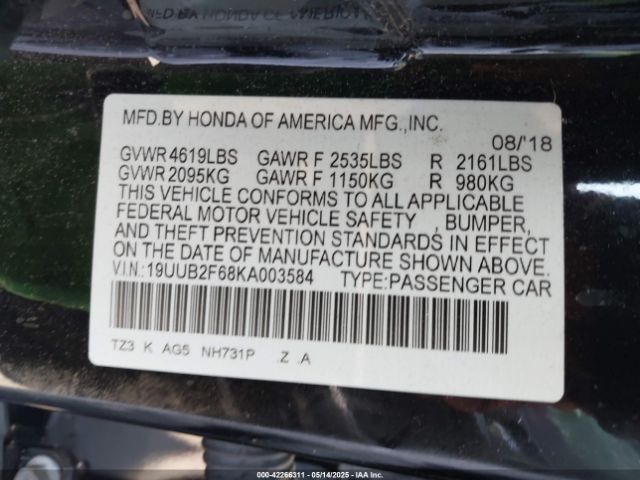 MFD.BY HONDA OF AMERICA MFG.,INC.
08/'18
GVWR 4619LBS GAWR F 2535LBS R 2161LBS
GVWR 2095KG GAWR F 1150KG R 980KG
THIS VEHICLE CONFORMS TO ALL APPLICABLE
FEDERAL MOTOR VEHICLE SAFETY , BUMPER,
AND THEFT PREVENTION STANDARDS IN EFFECT
ON THE DATE OF MANUFACTURE SHOWN ABOVE.
V.I.N.:19UUB2F68KA003584 TYPE:PASSENGER CAR
TZ3 K AG5 NH731P .Z .A
000-42266311 - 05/14/2025 - IAA Holdings, LLC